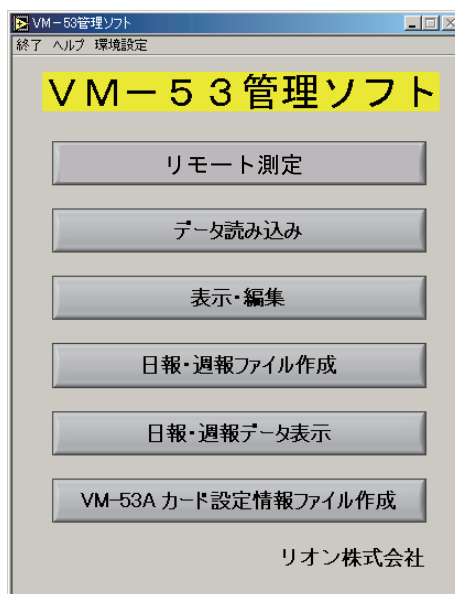 VM-53管理ソフト
終了 ヘルプ 環境設定
VM-53管理ソフト
リモート測定
データ読み込み
表示・編集
日報・週報ファイル作成
日報・週報データ表示
VM-53A カード設定情報ファイル作成
リオン株式会社